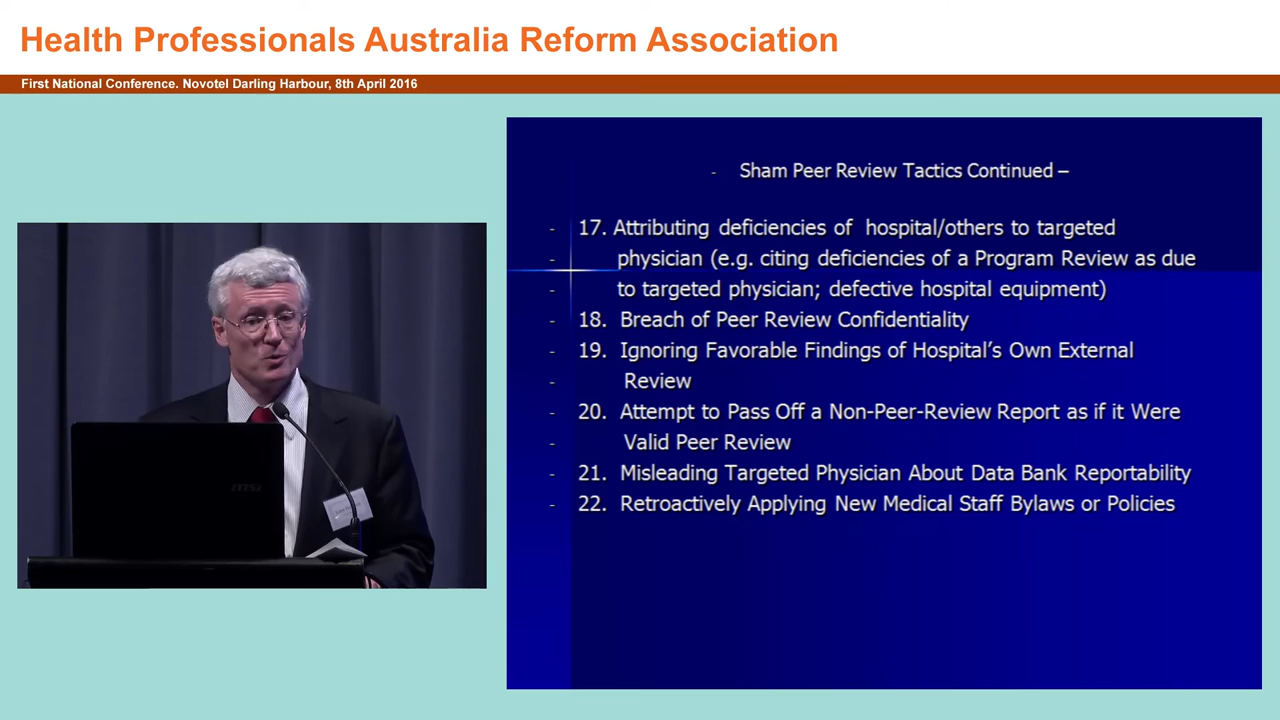 Health Professionals Australia Reform Association
First National Conference. Novotel Darling Harbour, 8th April 2016
- Sham Peer Review Tactics Continued –
- 17. Attributing deficiencies of hospital/others to targeted
- physician (e.g. citing deficiencies of a Program Review as due
- to targeted physician; defective hospital equipment)
- 18. Breach of Peer Review Confidentiality
- 19. Ignoring Favorable Findings of Hospital's Own External
- Review
- 20. Attempt to Pass Off a Non-Peer-Review Report as if it Were
- Valid Peer Review
- 21. Misleading Targeted Physician About Data Bank Reportability
- 22. Retroactively Applying New Medical Staff Bylaws or Policies
msi